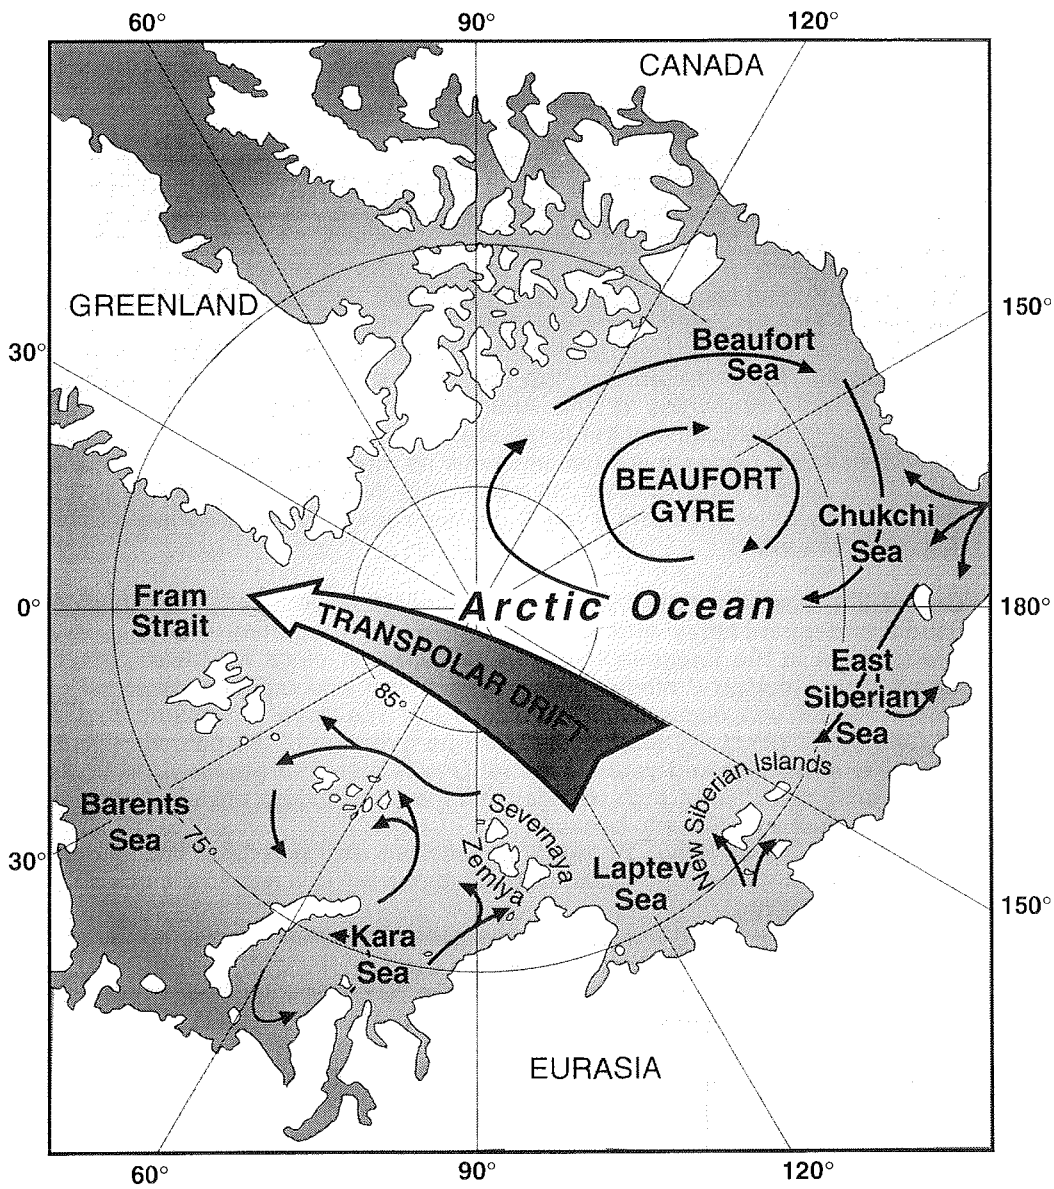 60°
90°
120°
CANADA
GREENLAND
150°
30°
Beaufort
Sea
BEAUFORT
GYRE
Chukchi
Sea
Fram
Strait
0°
Arctic Ocean
180°
TRANSPOLAR DRIFT
85°
East
Siberian
Sea
New Siberian Islands
Barents
Sea
75°
Severnaya
Zemlya
Laptev
Sea
30°
150°
Kara
Sea
EURASIA
60°
90°
120°